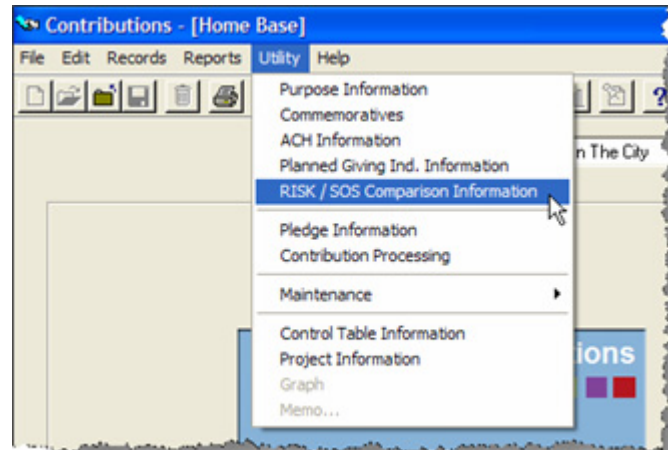 Contributions - [Home Base]
File Edit Records Reports Utility Help
Purpose Information
Commemoratives
ACH Information
n The City
Planned Giving Ind. Information
RISK / SOS Comparison Information
Pledge Information
Contribution Processing
Maintenance
Control Table Information
Project Information
ions
Graph
Memo...